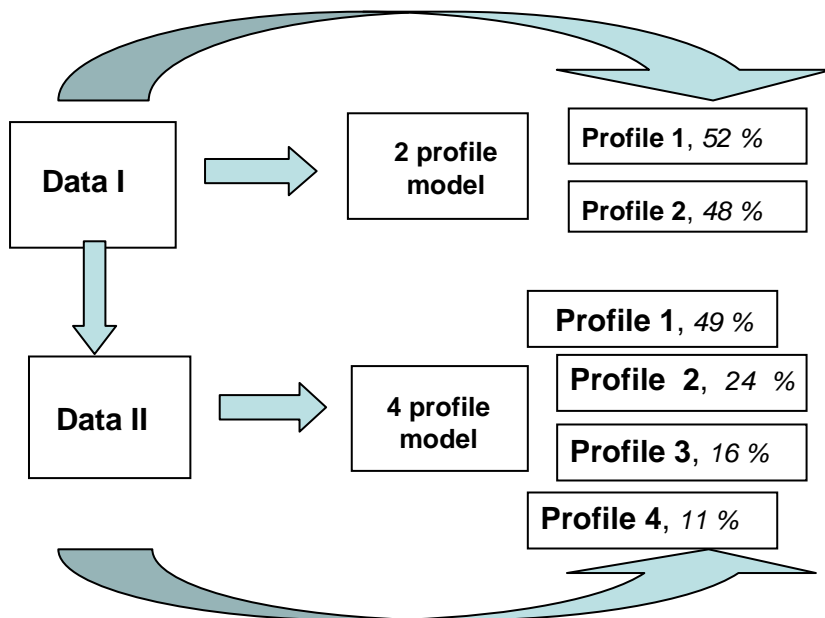 Data I
2 profile
model
Profile 1, 52 %
Profile 2, 48 %
Data II
4 profile
model
Profile 1, 49 %
Profile 2, 24 %
Profile 3, 16 %
Profile 4, 11 %